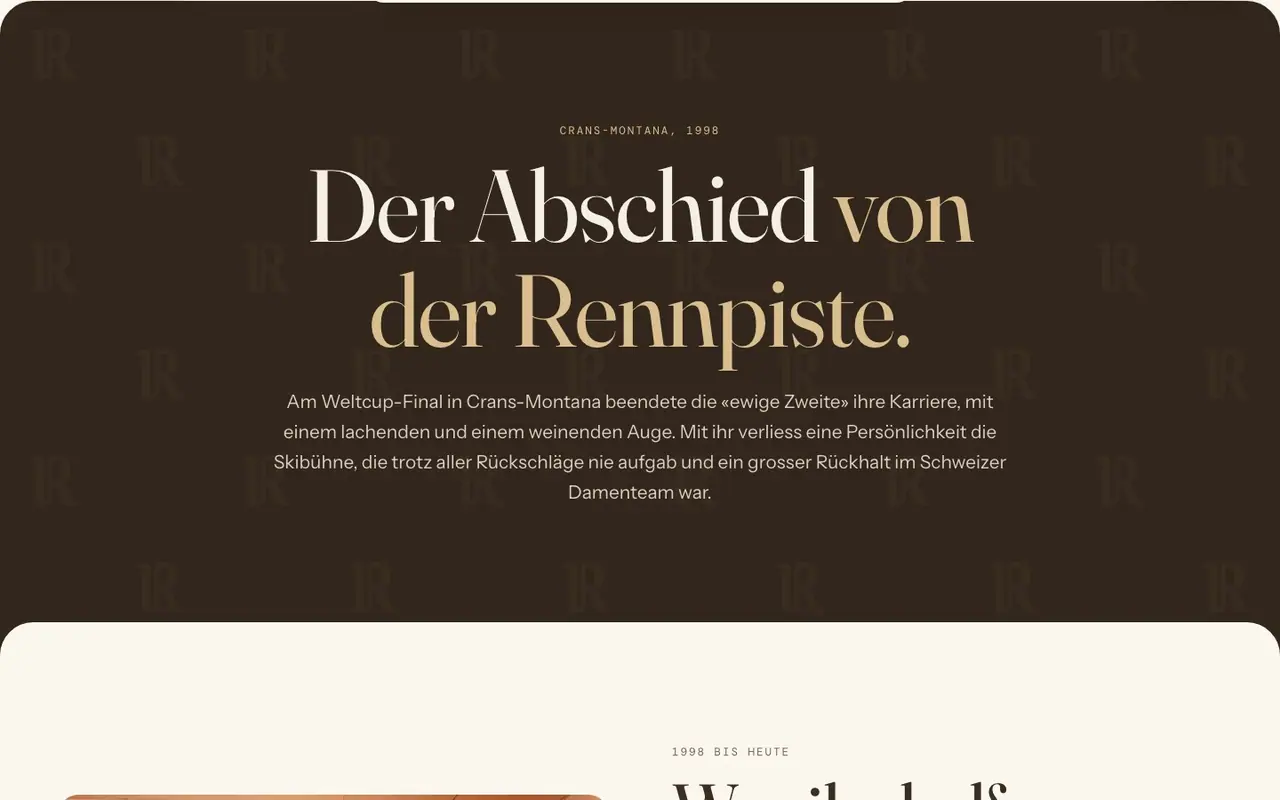 CRANS-MONTANA, 1998
Der Abschied von
der Rennpiste.
Am Weltcup-Final in Crans-Montana beendete die «ewige Zweite» ihre Karriere, mit
einem lachenden und einem weinenden Auge. Mit ihr verliess eine Persönlichkeit die
Skibühne, die trotz aller Rückschläge nie aufgab und ein grosser Rückhalt im Schweizer
Damenteam war.
1998 BIS HEUTE